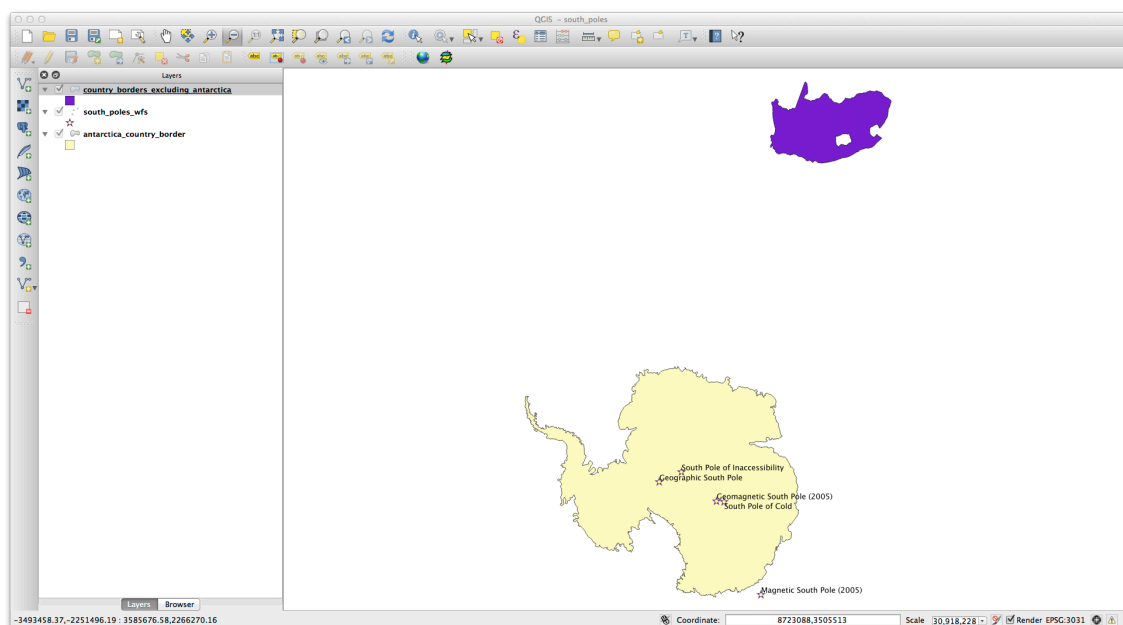 QGIS - south_poles
Layers
country_borders_excluding_antarctica
south_poles_wfs
antarctica_country_border
South Pole of Inaccessibility
Geographic South Pole
Geomagnetic South Pole (2005)
South Pole of Cold
Magnetic South Pole (2005)
Layers Browser
-3493458.37,-2251496.19 : 3585676.58,2266270.16 Coordinate: 8723088,3505513 Scale 30,918,228 Render EPSG:3031